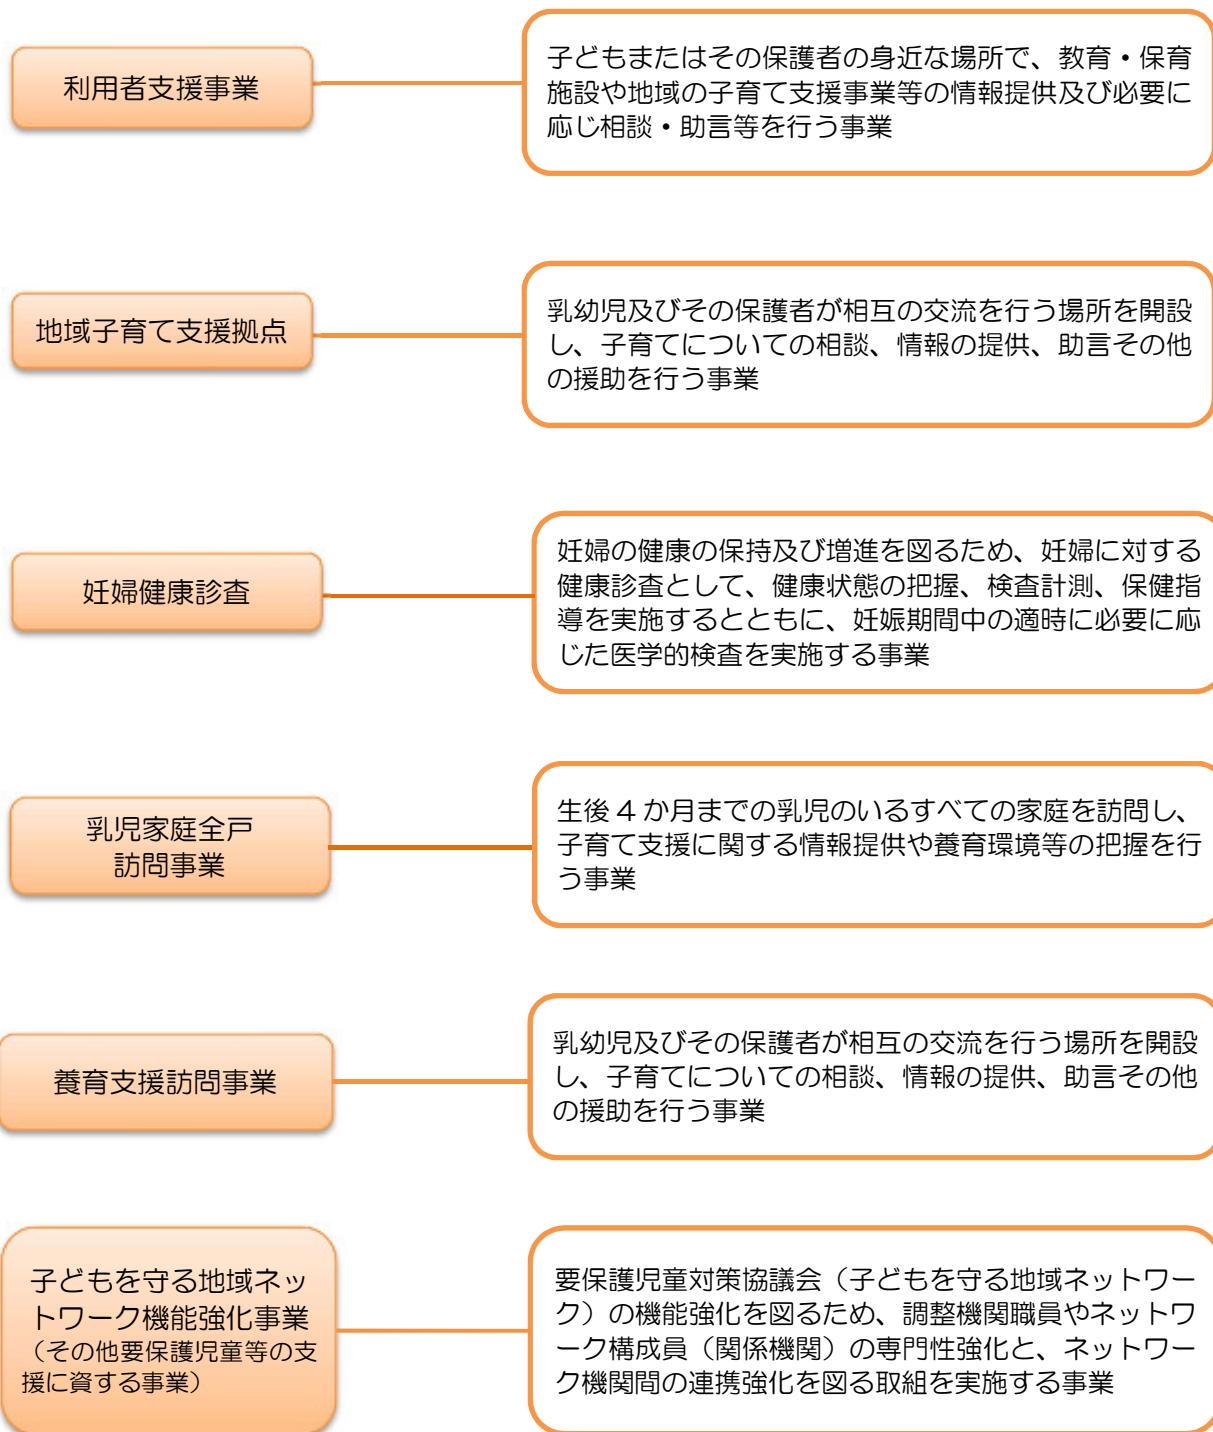 利用者支援事業
子どもまたはその保護者の身近な場所で、教育・保育
施設や地域の子育て支援事業等の情報提供及び必要に
応じ相談・助言等を行う事業
地域子育て支援拠点
乳幼児及びその保護者が相互の交流を行う場所を開設
し、子育てについての相談、情報の提供、助言その他
の援助を行う事業
妊婦健康診査
妊婦の健康の保持及び増進を図るため、妊婦に対する
健康診査として、健康状態の把握、検査計測、保健指
導を実施するとともに、妊娠期間中の適時に必要に応
じた医学的検査を実施する事業
乳児家庭全戸
訪問事業
生後 4 か月までの乳児のいるすべての家庭を訪問し、
子育て支援に関する情報提供や養育環境等の把握を行
う事業
養育支援訪問事業
乳幼児及びその保護者が相互の交流を行う場所を開設
し、子育てについての相談、情報の提供、助言その他
の援助を行う事業
子どもを守る地域ネッ
トワーク機能強化事業
（その他要保護児童等の支
援に資する事業）
要保護児童対策協議会（子どもを守る地域ネットワー
ク）の機能強化を図るため、調整機関職員やネットワ
ーク構成員（関係機関）の専門性強化と、ネットワー
ク機関間の連携強化を図る取組を実施する事業